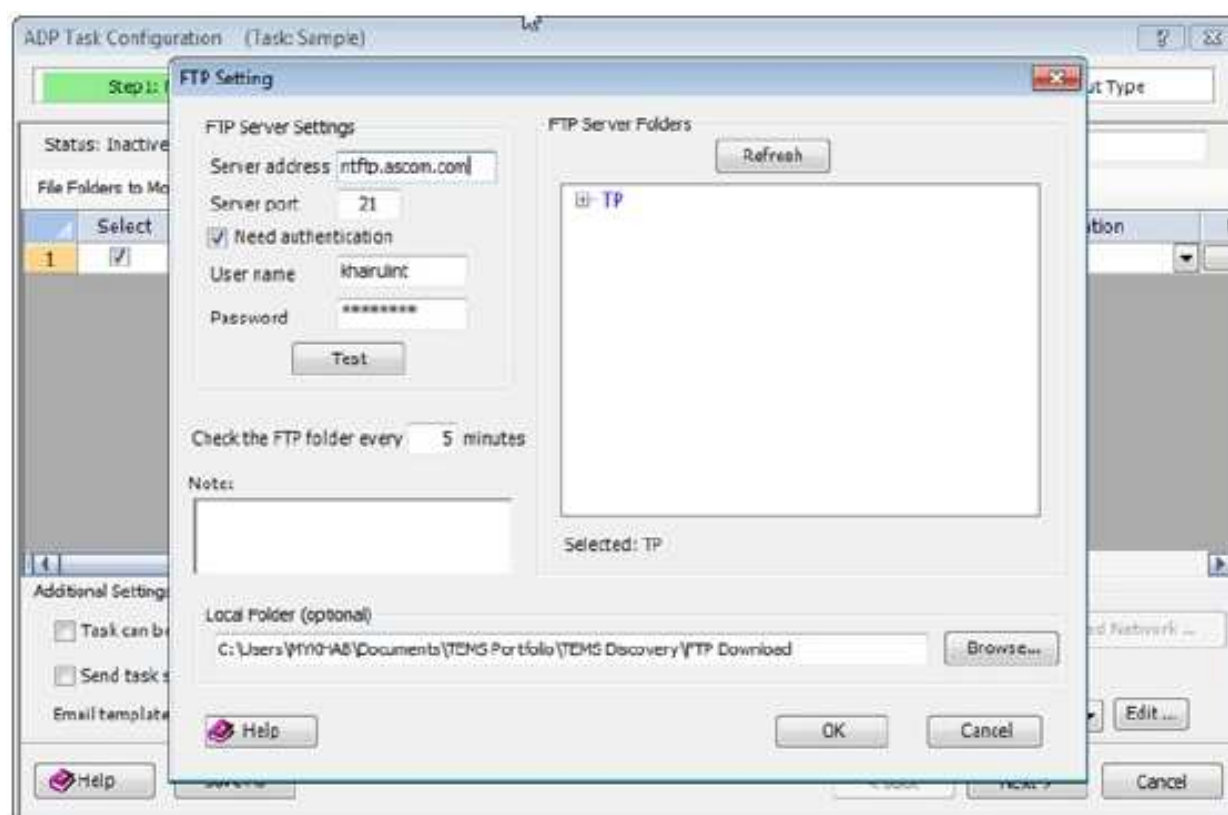 ADP Task Configuration (Task: Sample)
Step 1:
ut Type
Status: Inactive
File Folders to Mo
Select
tion
1
FTP Setting
FTP Server Settings
Server address ntftp.ascom.com
Server port 21
Need authentication
User name khairulint
Password ********
Test
Check the FTP folder every 5 minutes
Note:
FTP Server Folders
Refresh
TP
Selected: TP
Local Folder (optional)
C:\Users\MYKHAB\Documents\TEMS Portfolio\TEMS Discovery\FTP Download
Browse...
Help
OK
Cancel
Additional Setting
Task can b
ed Network ...
Send task s
Email template
Edit ...
Help
Next >
Cancel